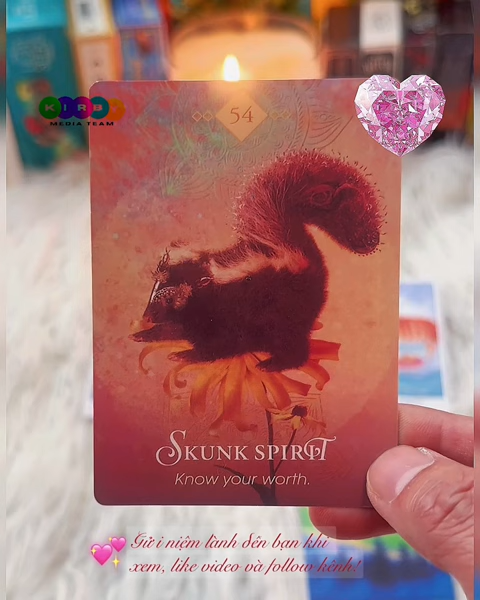 54
KIRB
MEDIA TEAM
SKUNK SPIRIT
Know your worth.
Gửi niệm lành đến bạn khi
xem, like video và follow kênh!